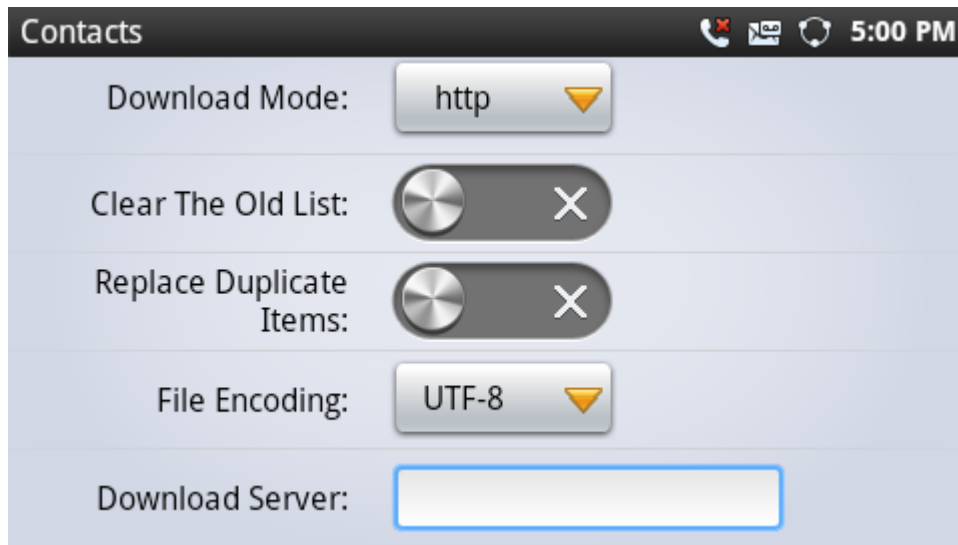 Contacts 5:00 PM
Download Mode: http
Clear The Old List:
Replace Duplicate
Items:
File Encoding: UTF-8
Download Server: